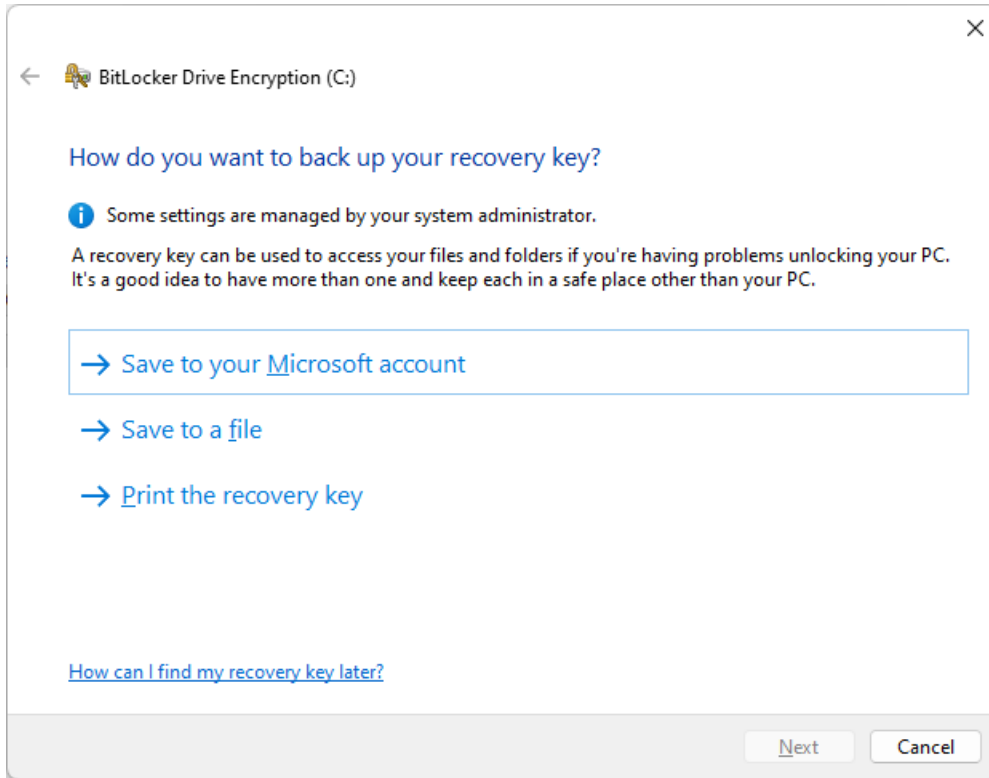 BitLocker Drive Encryption (C:)
How do you want to back up your recovery key?
Some settings are managed by your system administrator.
A recovery key can be used to access your files and folders if you're having problems unlocking your PC.
It's a good idea to have more than one and keep each in a safe place other than your PC.
Save to your Microsoft account
Save to a file
Print the recovery key
How can I find my recovery key later?
Next
Cancel